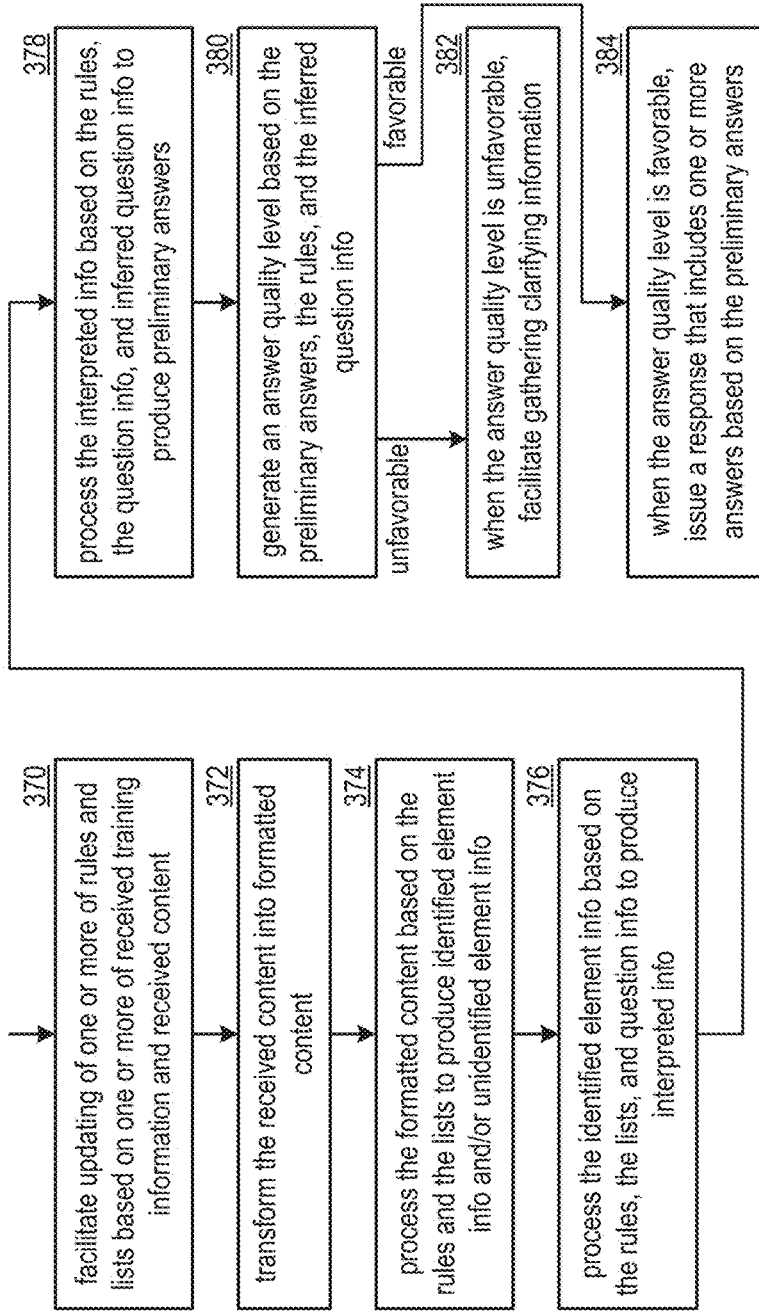 370
facilitate updating of one or more of rules and
lists based on one or more of received training
information and received content
372
transform the received content into formatted
content
374
process the formatted content based on the
rules and the lists to produce identified element
info and/or unidentified element info
376
process the identified element info based on
the rules, the lists, and question info to produce
interpreted info
378
process the interpreted info based on the rules,
the question info, and inferred question info to
produce preliminary answers
380
generate an answer quality level based on the
preliminary answers, the rules, and the inferred
question info
unfavorable
favorable
382
when the answer quality level is unfavorable,
facilitate gathering clarifying information
384
when the answer quality level is favorable,
issue a response that includes one or more
answers based on the preliminary answers